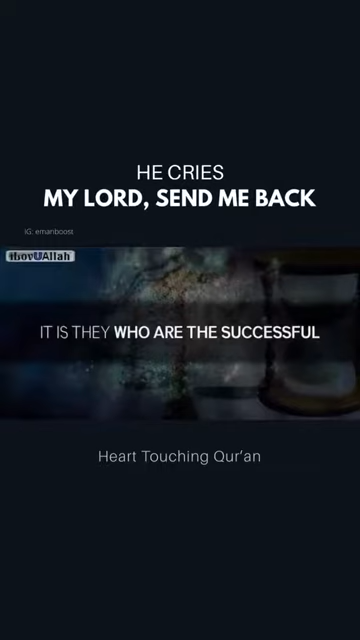 HE CRIES
MY LORD, SEND ME BACK
IG: emanboost
iLovUAllah
IT IS THEY WHO ARE THE SUCCESSFUL
Heart Touching Qur’an